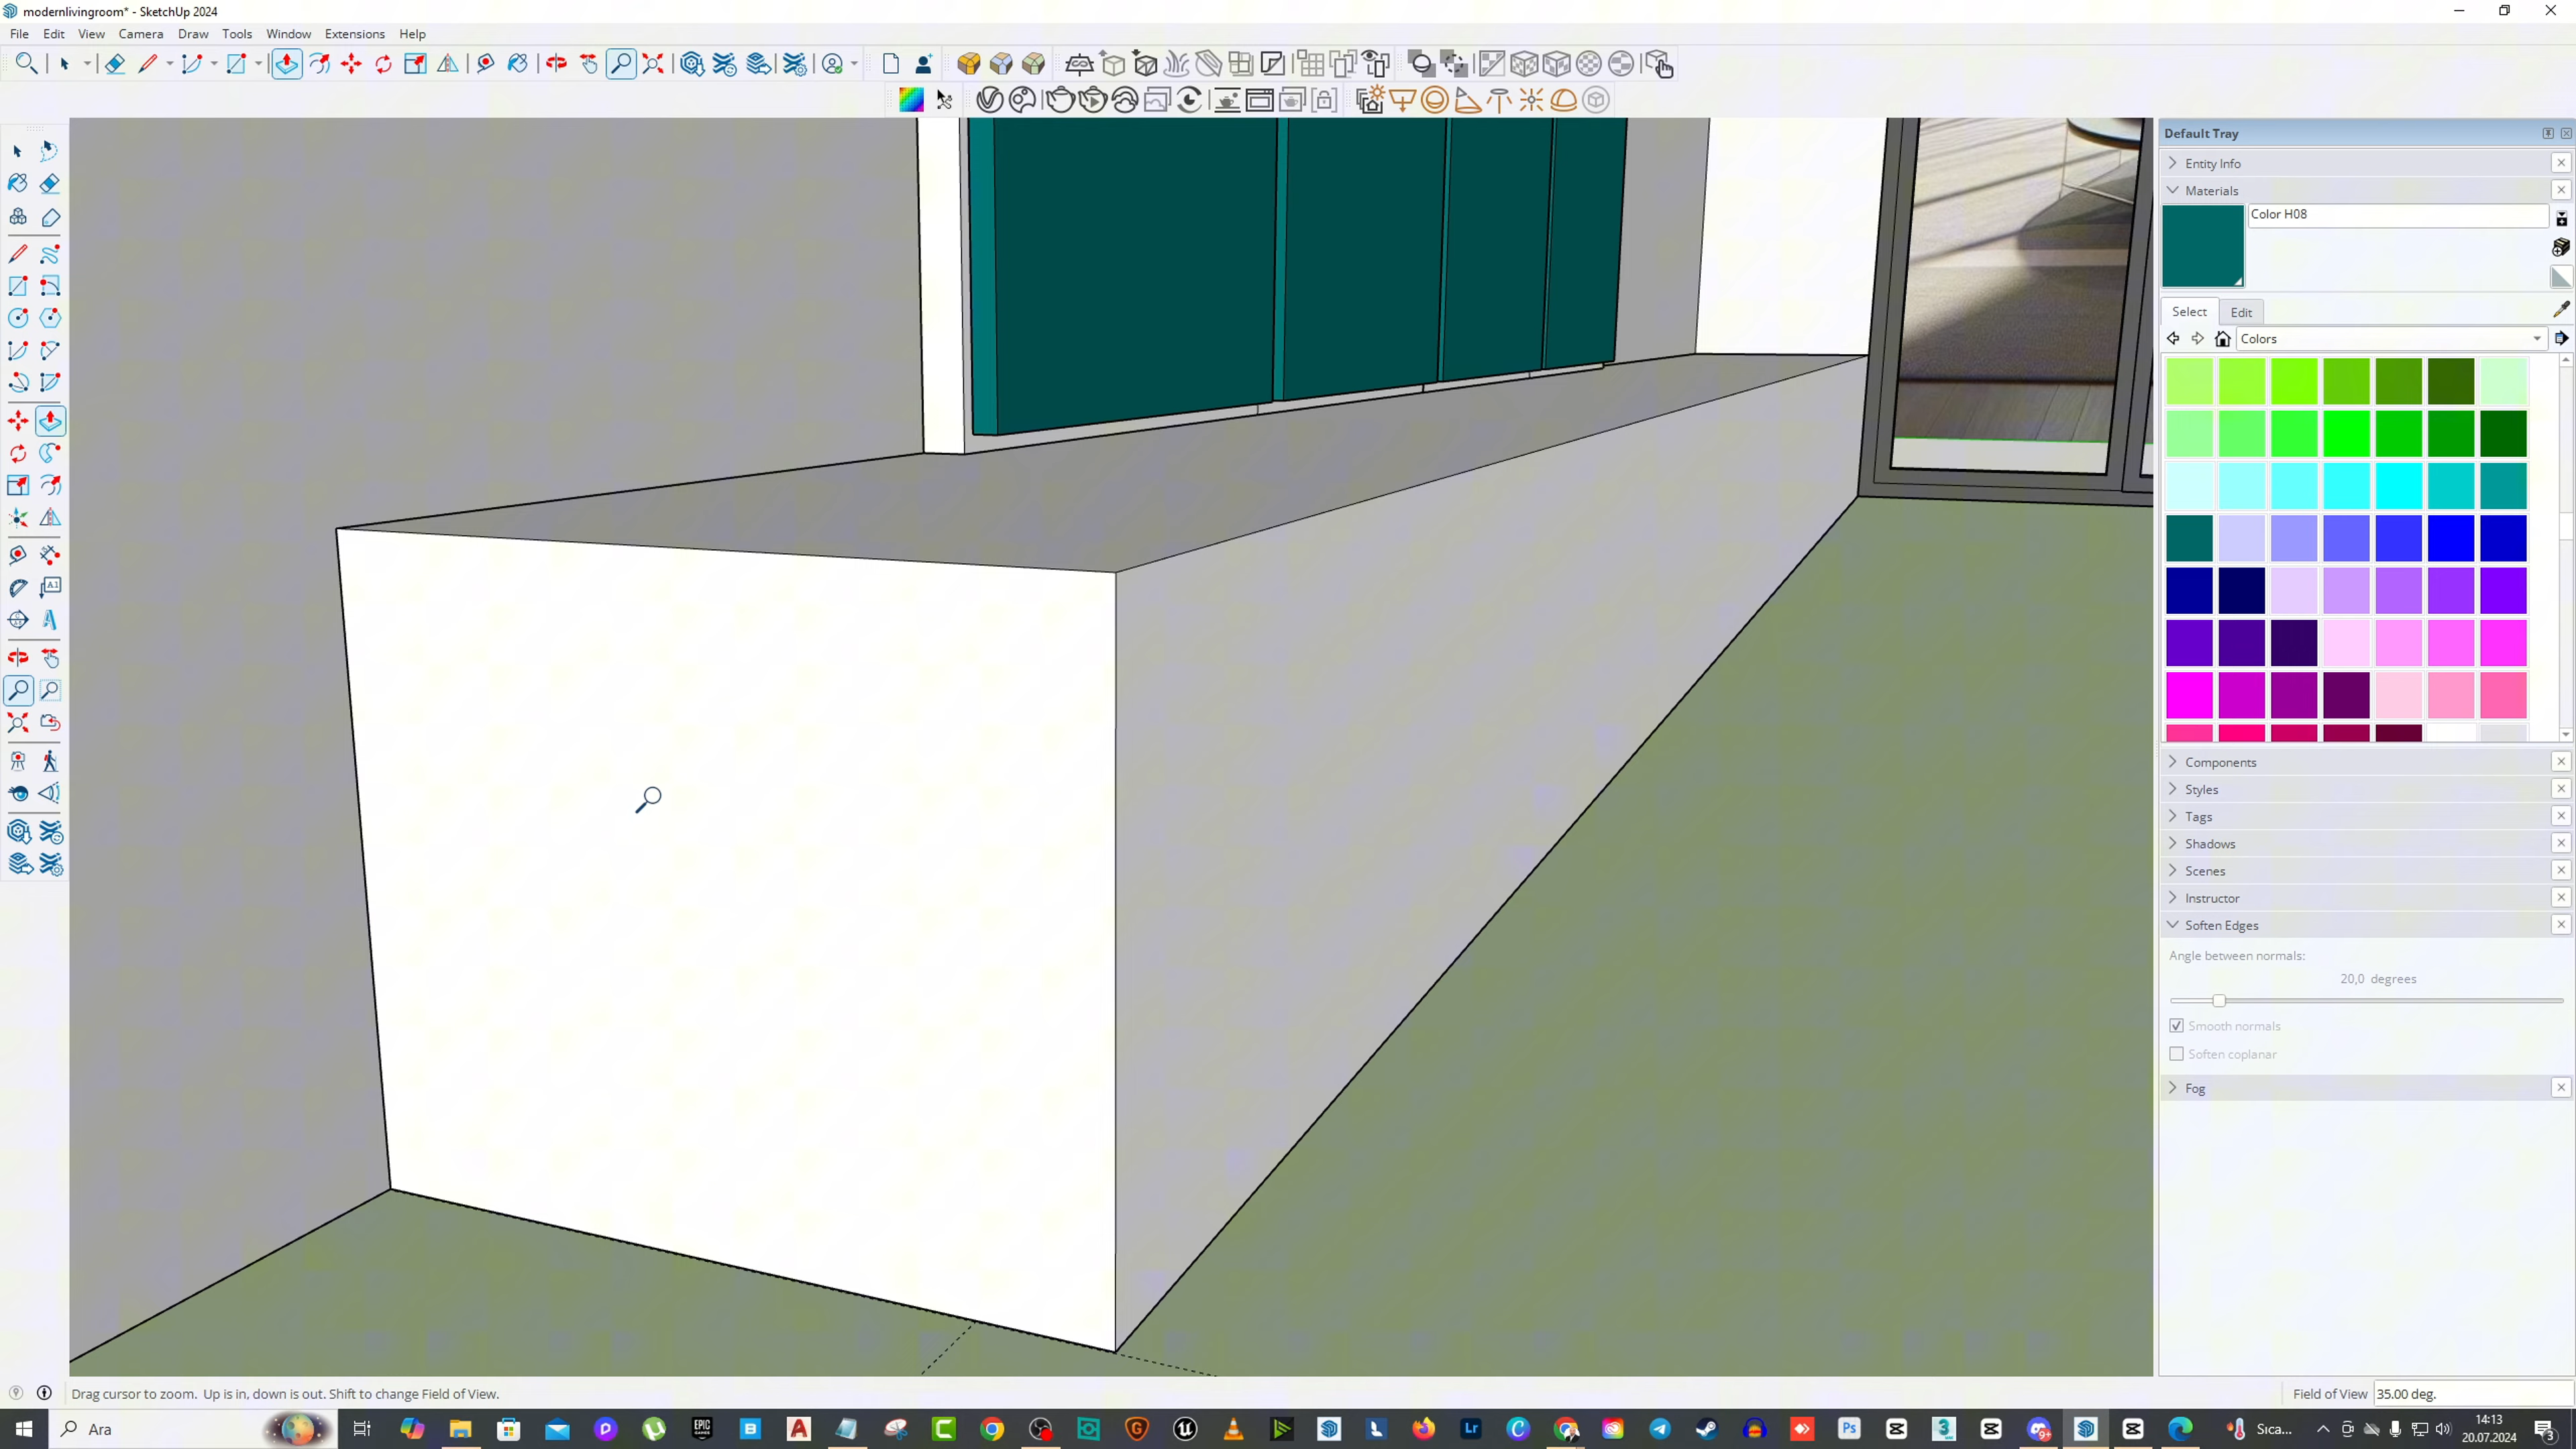 modernlivingroom* - SketchUp 2024
File Edit View Camera Draw Tools Window Extensions Help
Default Tray
Entity Info
Materials
Color H08
Select Edit
Colors
Components
Styles
Tags
Shadows
Scenes
Instructor
Soften Edges
Angle between normals:
20,0 degrees
Smooth normals
Soften coplanar
Fog
Drag cursor to zoom. Up is in, down is out. Shift to change Field of View.
Field of View 35.00 deg.
Ara
Sıca...
14:13
20.07.2024